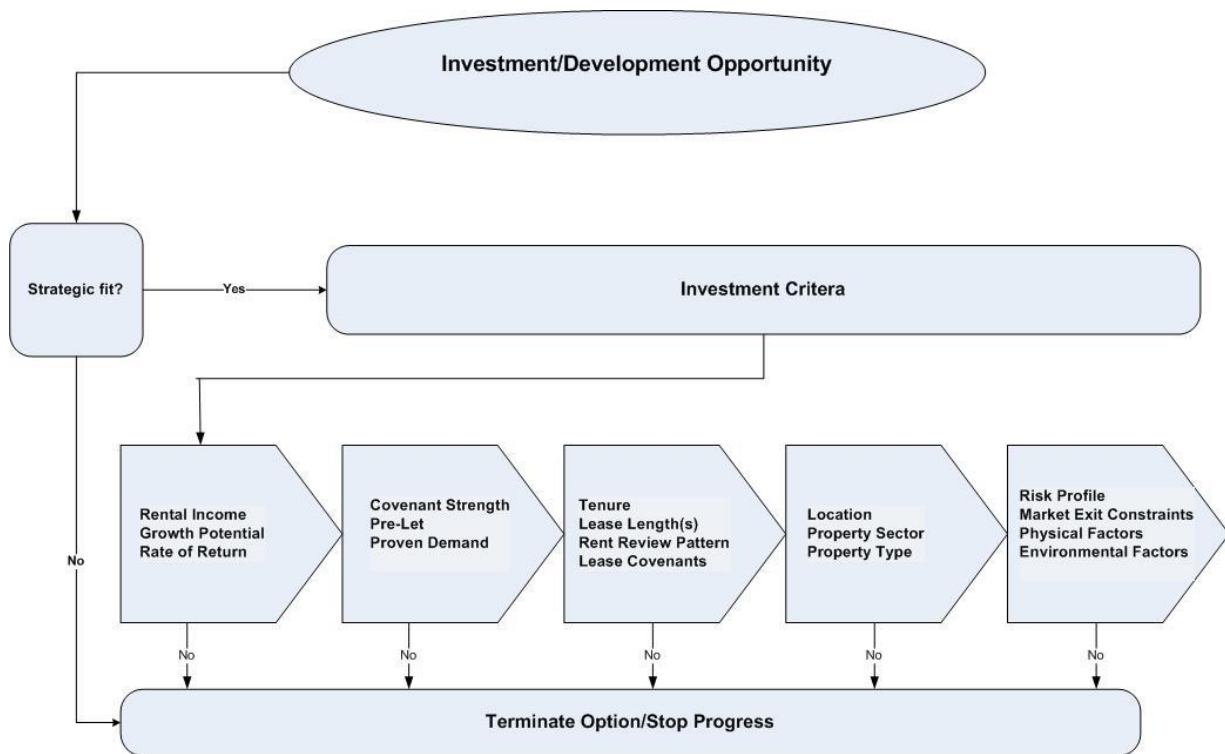 Investment/Development Opportunity
Strategic fit?
Yes
Investment Critera
No
Rental Income
Growth Potential
Rate of Return
Covenant Strength
Pre-Let
Proven Demand
Tenure
Lease Length(s)
Rent Review Pattern
Lease Covenants
Location
Property Sector
Property Type
Risk Profile
Market Exit Constraints
Physical Factors
Environmental Factors
No
No
No
No
No
Terminate Option/Stop Progress